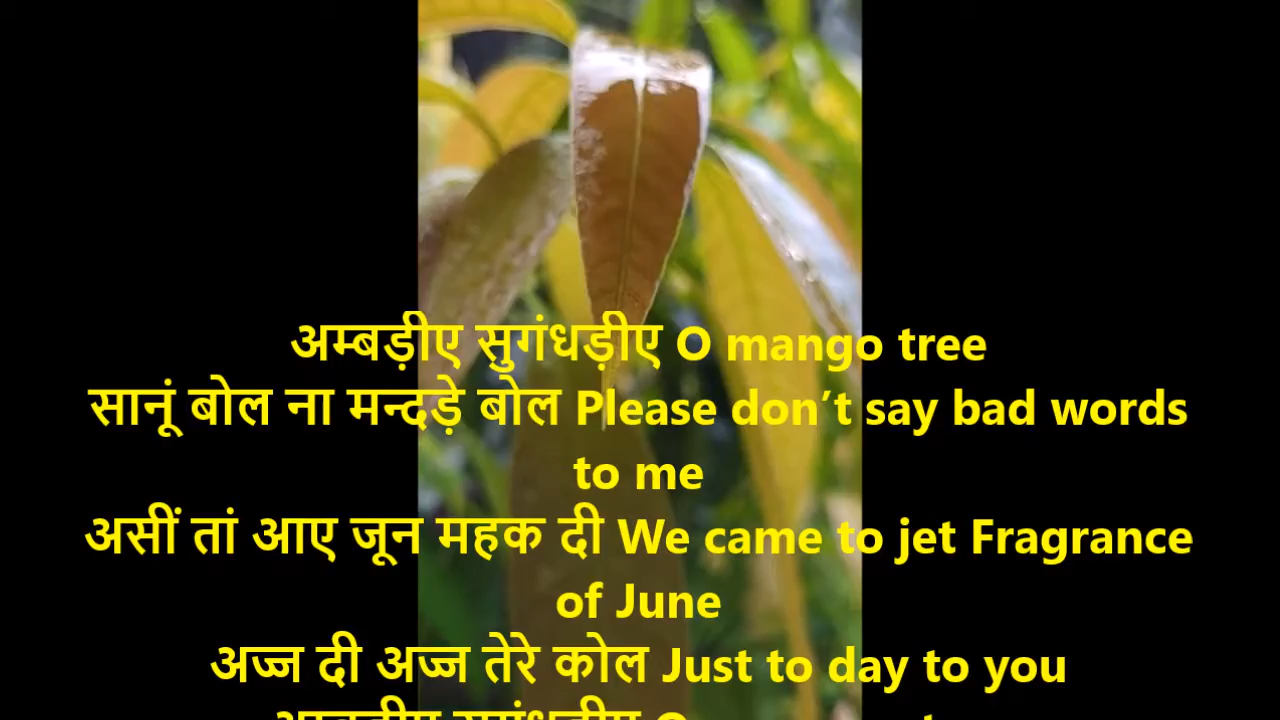 अम्बड़ीए सुगंधड़ीए O mango tree
सानूं बोल ना मन्दड़े बोल Please don’t say bad words
to me
असीं तां आए जून महक दी We came to jet Fragrance
of June
अज्ज दी अज्ज तेरे कोल Just to day to you